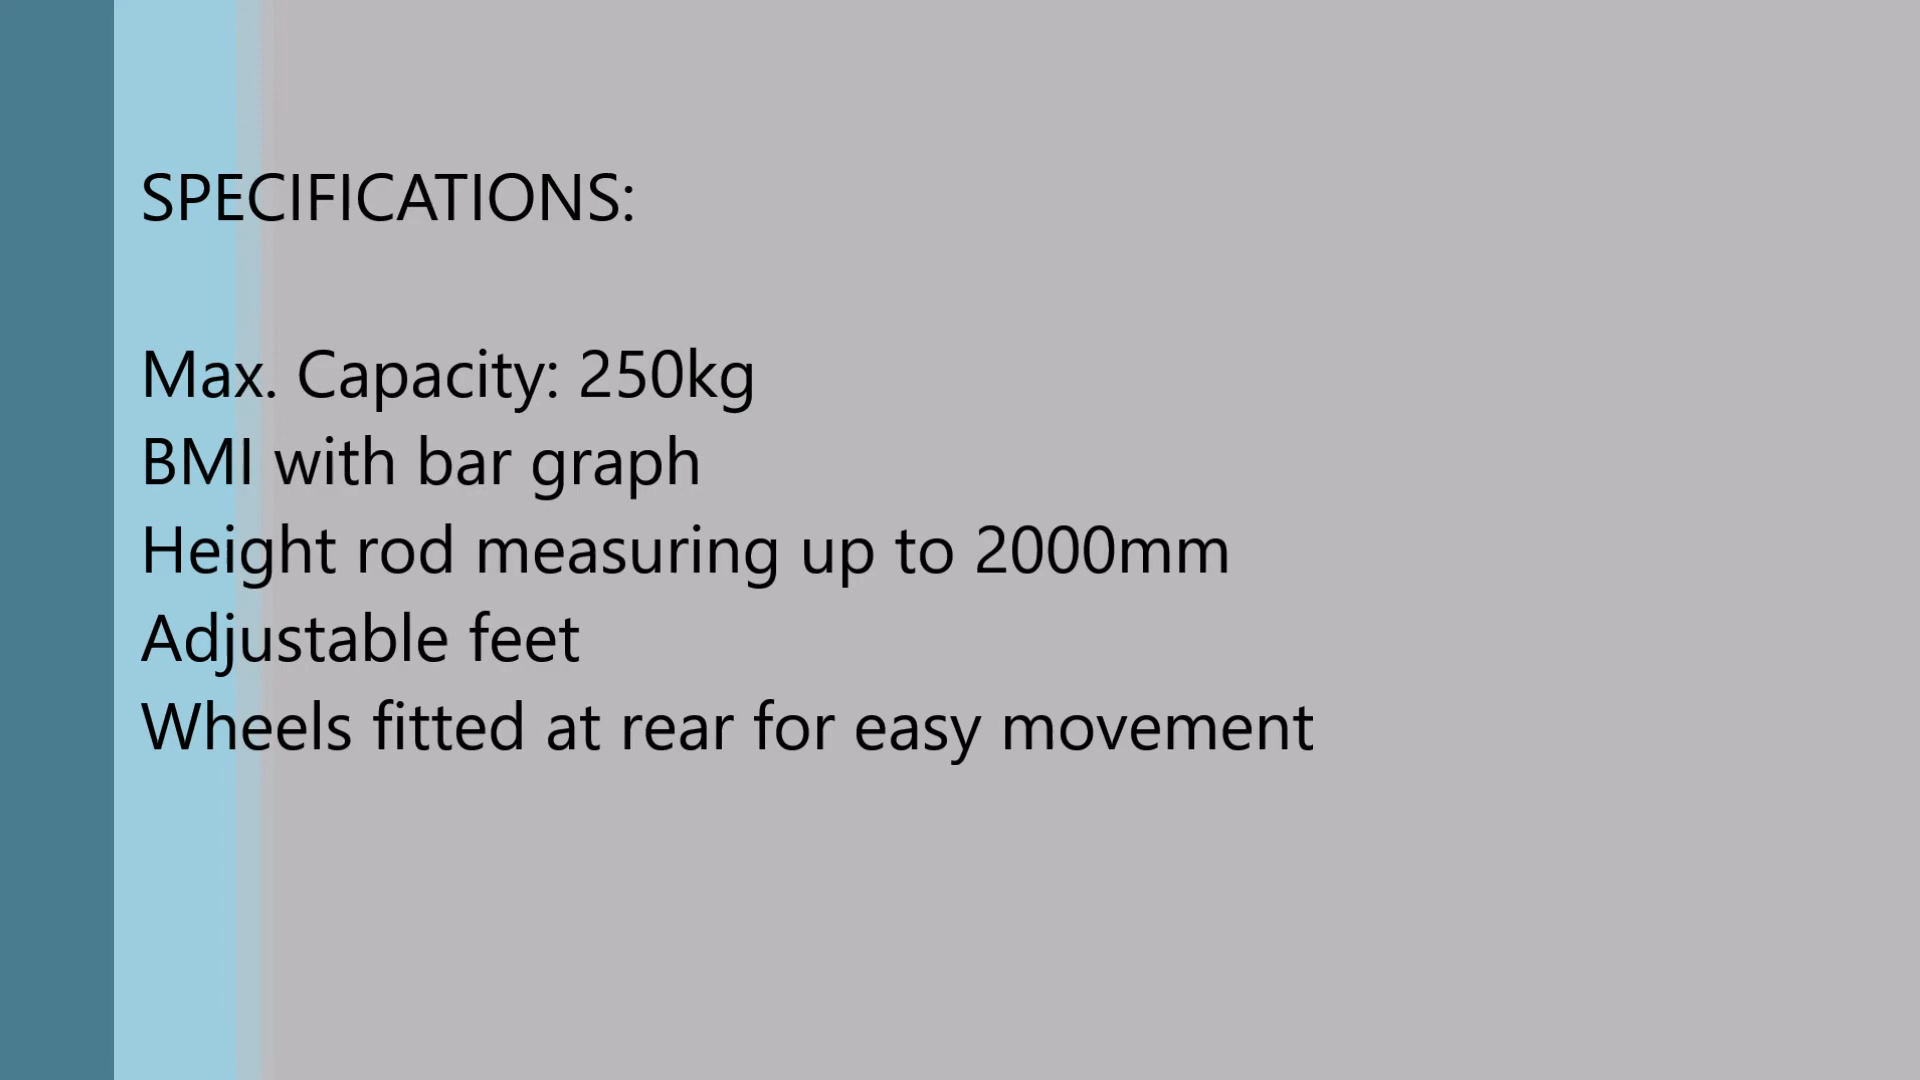 SPECIFICATIONS:
Max. Capacity: 250kg
BMI with bar graph
Height rod measuring up to 2000mm
Adjustable feet
Wheels fitted at rear for easy movement